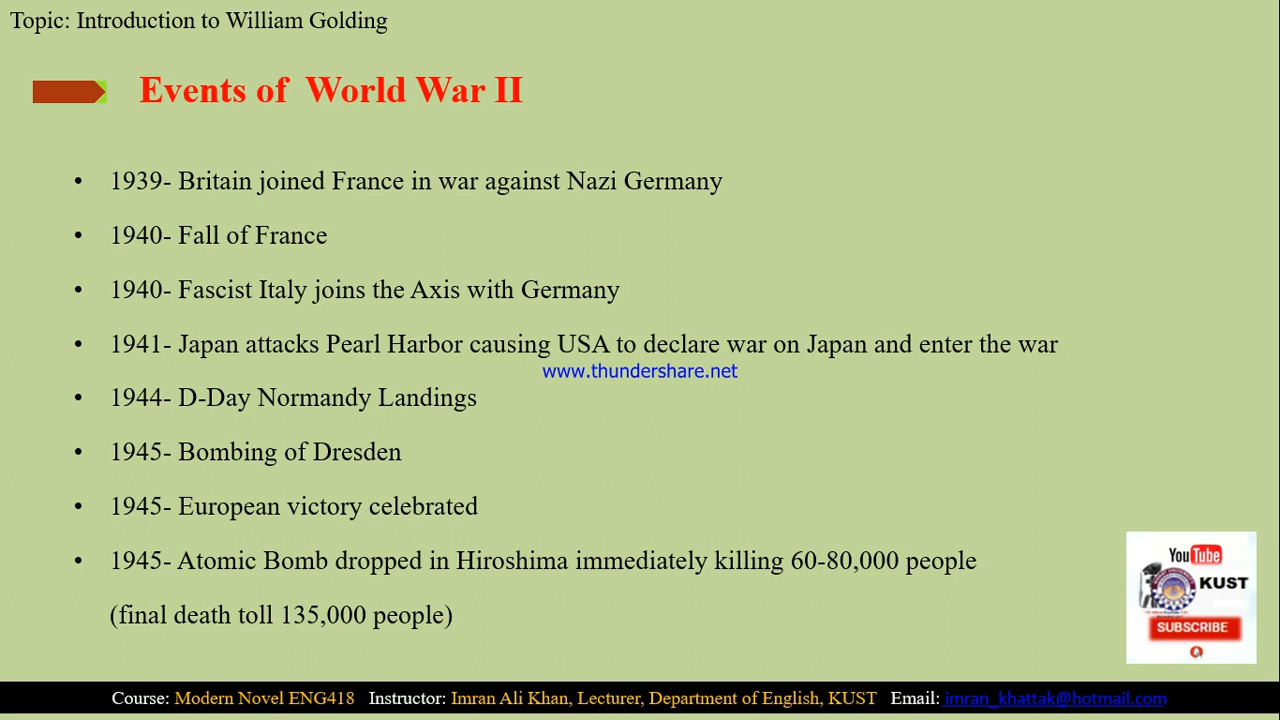 Topic: Introduction to William Golding
Events of World War II
• 1939- Britain joined France in war against Nazi Germany
• 1940- Fall of France
• 1940- Fascist Italy joins the Axis with Germany
• 1941- Japan attacks Pearl Harbor causing USA to declare war on Japan and enter the war
www.thundershare.net
• 1944- D-Day Normandy Landings
• 1945- Bombing of Dresden
• 1945- European victory celebrated
• 1945- Atomic Bomb dropped in Hiroshima immediately killing 60-80,000 people
(final death toll 135,000 people)
YouTube
KUST
SUBSCRIBE
Course: Modern Novel ENG418 Instructor: Imran Ali Khan, Lecturer, Department of English, KUST Email: imran_khattak@hotmail.com